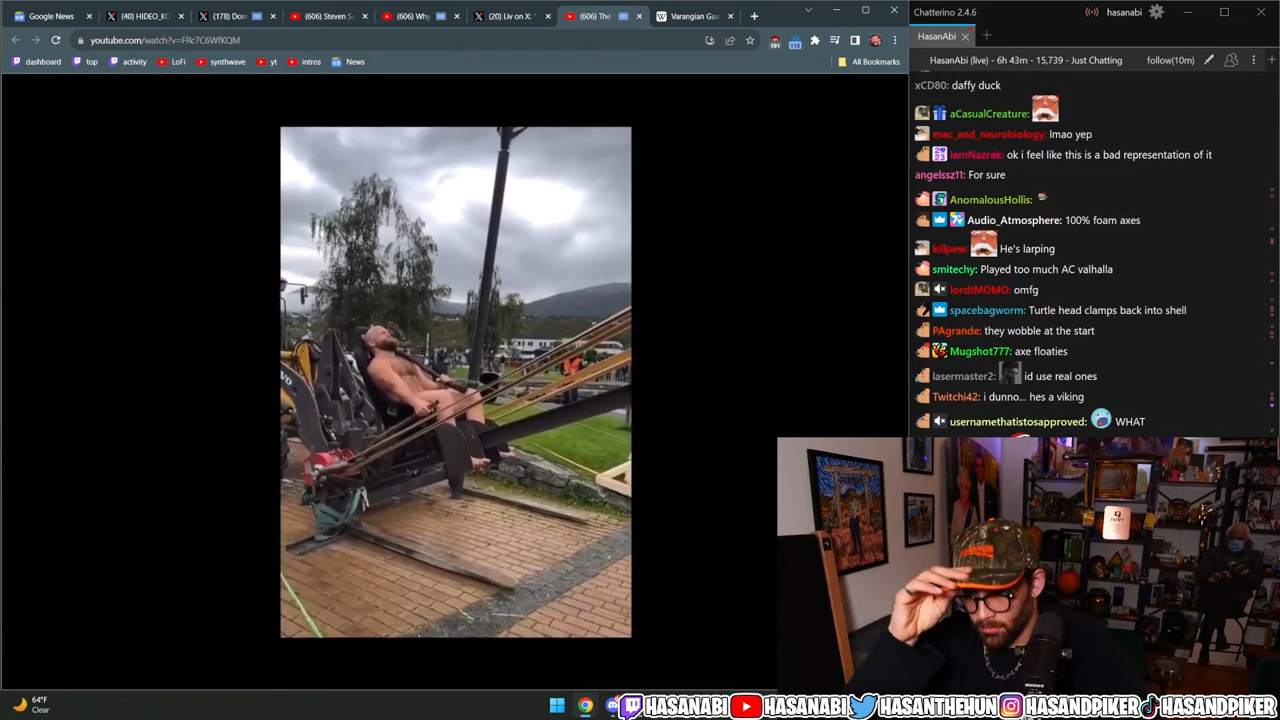 Google News
(40) HIDEO_KO
(178) Dom
(606) Steven S
(606) Why
(20) Liv on X: "
(606) The
Varangian Gua
youtube.com/watch?v=FRc7C6WfKQM
101
110
dashboard
top
activity
LoFi
synthwave
yt
intros
News
All Bookmarks
Chatterino 2.4.6
hasanabi
HasanAbi
HasanAbi (live) - 6h 43m - 15,739 - Just Chatting
follow(10m)
xCD80: daffy duck
aCasualCreature:
mac_and_neurobiology: lmao yep
iamNazrak: ok i feel like this is a bad representation of it
angelssz11: For sure
AnomalousHollis:
Audio_Atmosphere: 100% foam axes
killpew: He's larping
smitechy: Played too much AC valhalla
lordtMOMO: omfg
spacebagworm: Turtle head clamps back into shell
PAgrande: they wobble at the start
Mugshot777: axe floaties
lasermaster2: id use real ones
Twitchi42: i dunno... hes a viking
usernamethatistosapproved: WHAT
64°F
Clear
HASANABI
HASANABI
HASANTHEHUN
HASANDPIKER
HASANDPIKER